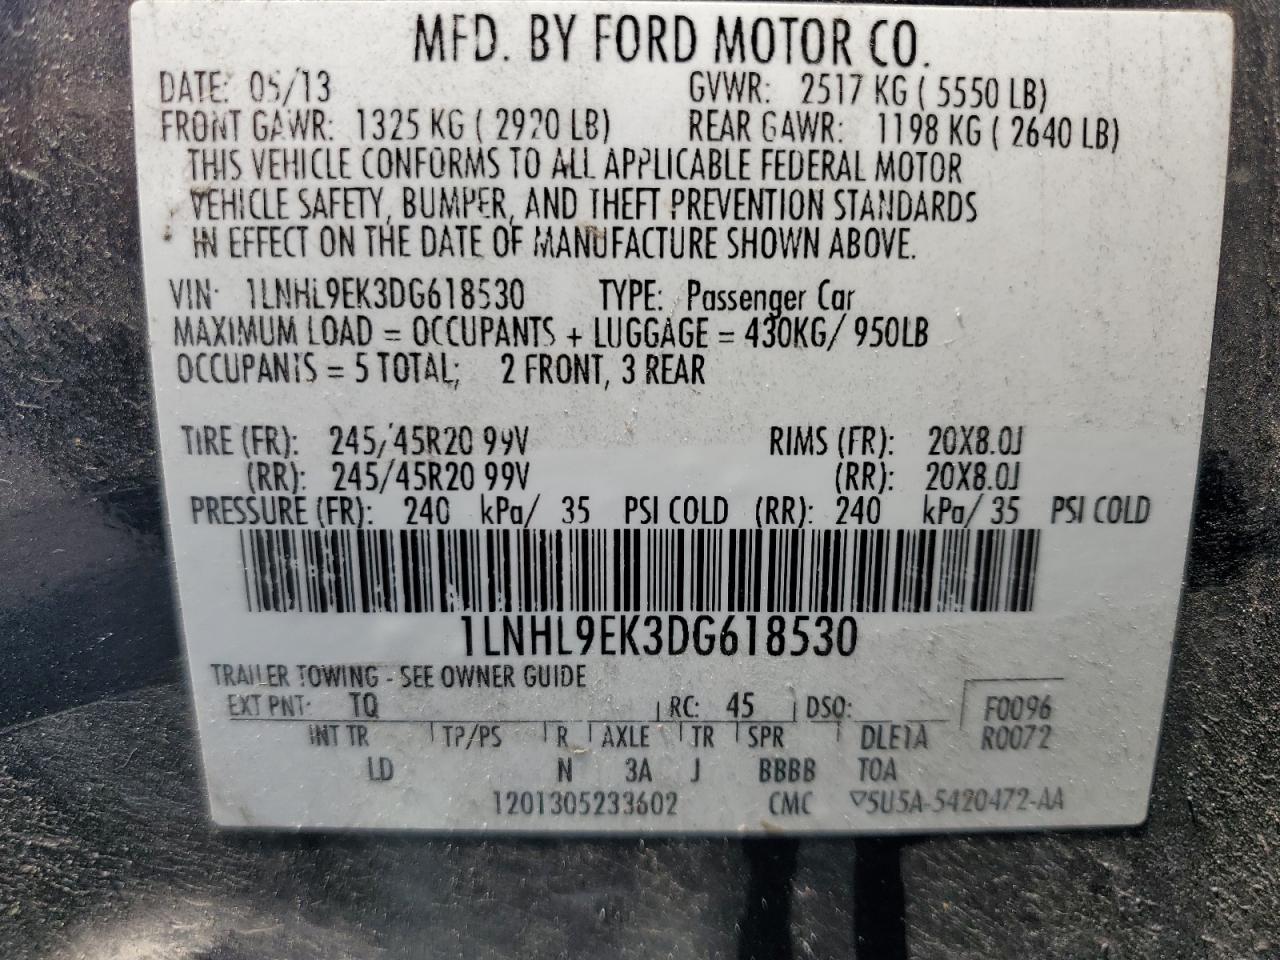 MFD. BY FORD MOTOR CO.
DATE: 05/13 GVWR: 2517 KG ( 5550 LB)
FRONT GAWR: 1325 KG ( 2920 LB) REAR GAWR: 1198 KG ( 2640 LB)
THIS VEHICLE CONFORMS TO ALL APPLICABLE FEDERAL MOTOR
VEHICLE SAFETY, BUMPER, AND THEFT PREVENTION STANDARDS
IN EFFECT ON THE DATE OF MANUFACTURE SHOWN ABOVE.
VIN: 1LNHL9EK3DG618530 TYPE: Passenger Car
MAXIMUM LOAD = OCCUPANTS + LUGGAGE = 430KG/ 950LB
OCCUPANTS = 5 TOTAL; 2 FRONT, 3 REAR
TIRE (FR): 245/45R20 99V RIMS (FR): 20X8.0J
(RR): 245/45R20 99V (RR): 20X8.0J
PRESSURE (FR): 240 kPa/ 35 PSI COLD (RR): 240 kPa/ 35 PSI COLD
1LNHL9EK3DG618530
TRAILER TOWING - SEE OWNER GUIDE
EXT PNT: TQ RC: 45 DSO: F0096
INT TR TP/PS R AXLE TR SPR DLE1A R0072
LD N 3A J BBBB TOA
1201305233602 CMC ▽5U5A-5420472-AA